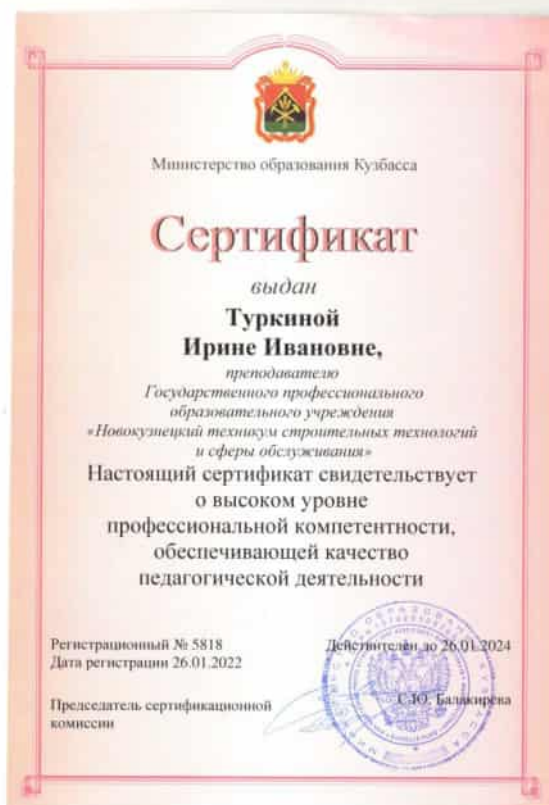 Министерство образования Кузбасса
Сертификат
выдан
Туркиной
Ирине Ивановне,
преподавателю
Государственного профессионального
образовательного учреждения
«Новокузнецкий техникум строительных технологий
и сферы обслуживания»
Настоящий сертификат свидетельствует
о высоком уровне
профессиональной компетентности,
обеспечивающей качество
педагогической деятельности
Регистрационный № 5818
Действителен до 26.01.2024
Дата регистрации 26.01.2022
Председатель сертификационной
комиссии
С.Ю. Балакирева